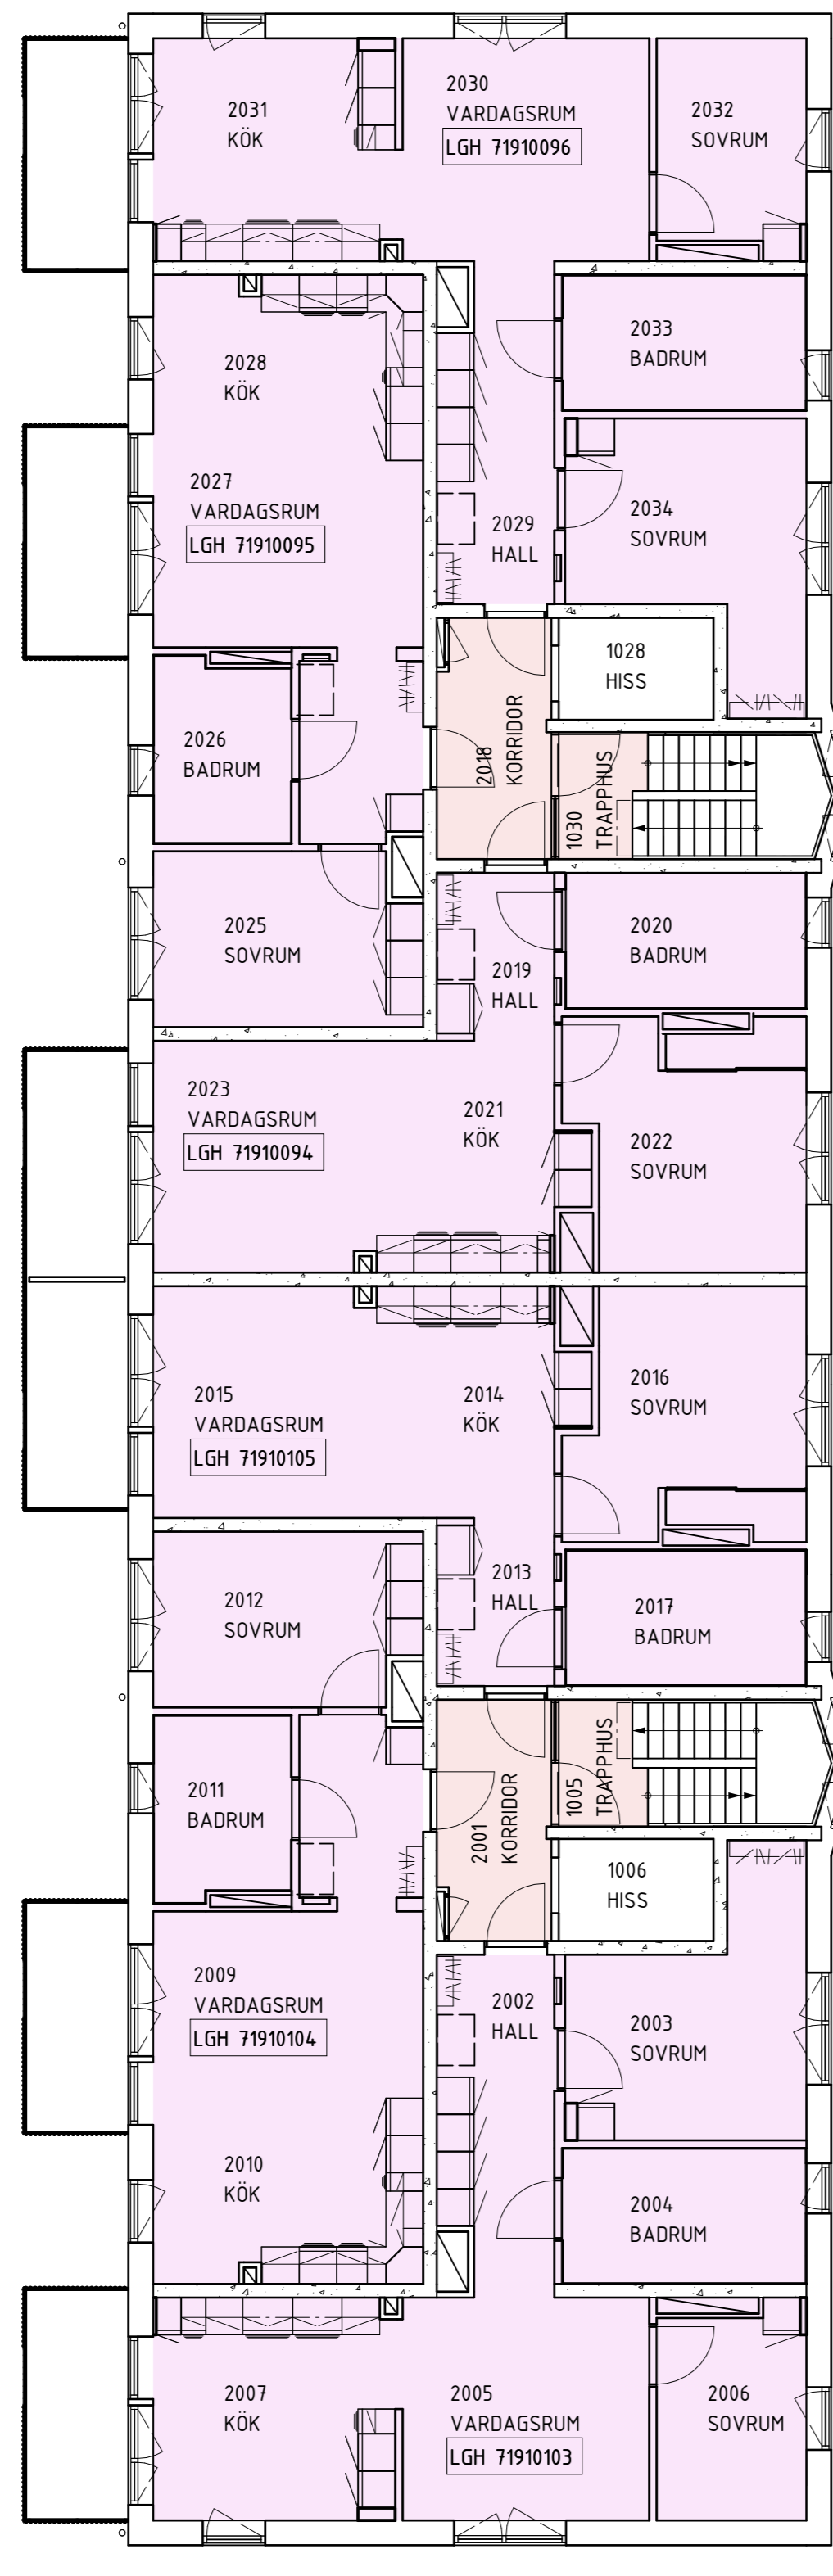 2031
KÖK
2030
VARDAGSRUM
LGH 71910096
2032
SOVRUM
2033
BADRUM
2028
KÖK
2027
VARDAGSRUM
LGH 71910095
2034
SOVRUM
2029
HALL
1028
HISS
2026
BADRUM
2018
KORRIDOR
1030
TRAPPHUS
2025
SOVRUM
2020
BADRUM
2019
HALL
2023
VARDAGSRUM
LGH 71910094
2021
KÖK
2022
SOVRUM
2015
VARDAGSRUM
LGH 71910105
2014
KÖK
2016
SOVRUM
2012
SOVRUM
2013
HALL
2017
BADRUM
2011
BADRUM
2001
KORRIDOR
1005
TRAPPHUS
1006
HISS
2009
VARDAGSRUM
LGH 71910104
2002
HALL
2003
SOVRUM
2010
KÖK
2004
BADRUM
2007
KÖK
2005
VARDAGSRUM
LGH 71910103
2006
SOVRUM